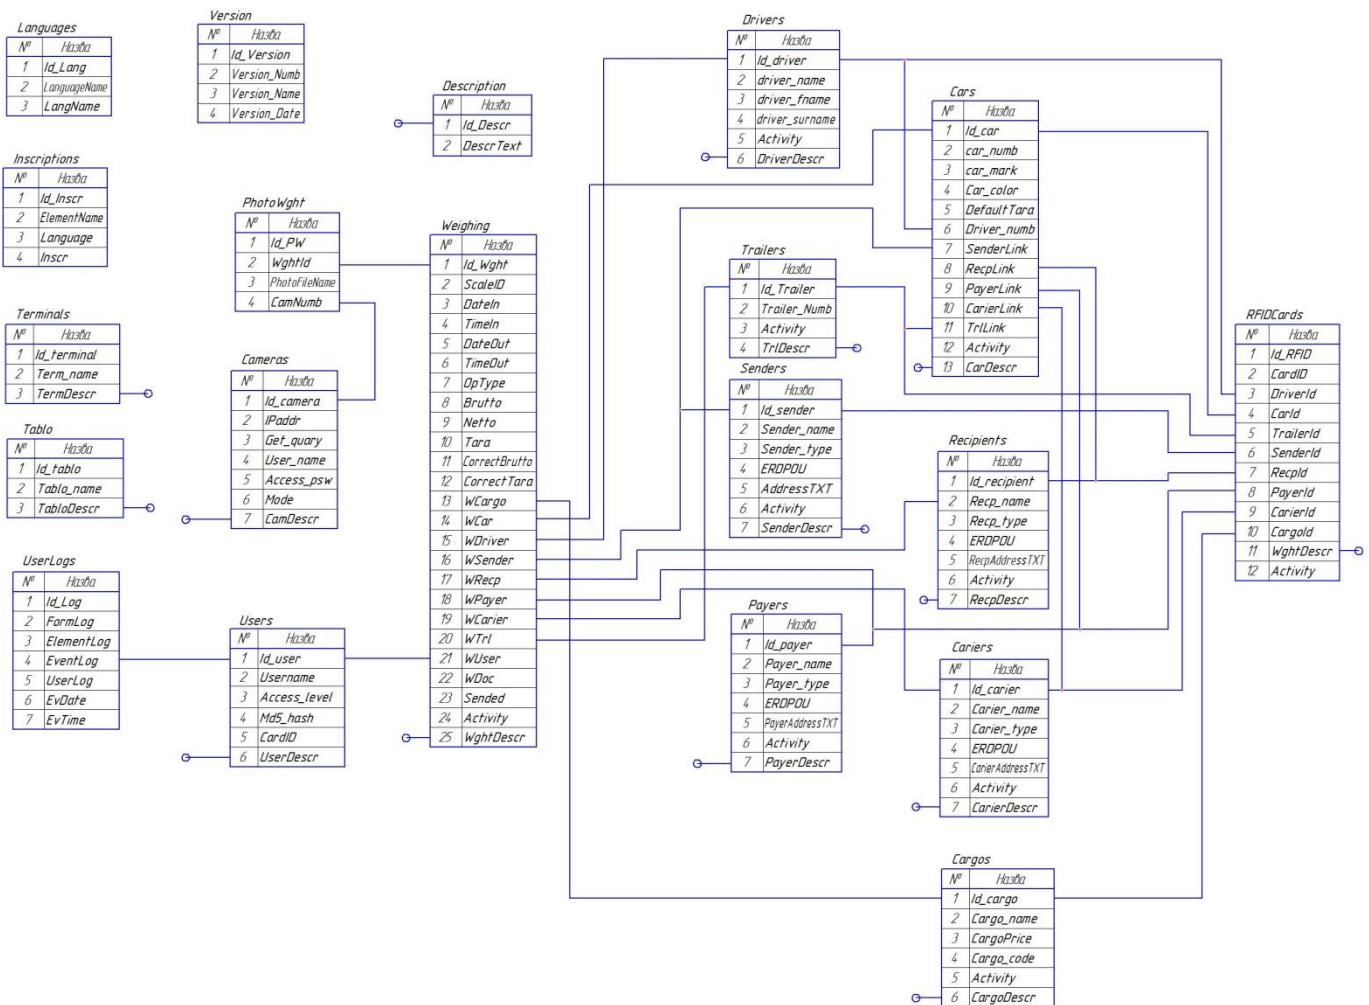 Languages
№ Назва
1 Id_Lang
2 LanguageName
3 LangName
Version
№ Назва
1 Id_Version
2 Version_Numb
3 Version_Name
4 Version_Date
Description
№ Назва
1 Id_Descr
2 DescrText
Drivers
№ Назва
1 Id_driver
2 driver_name
3 driver_fname
4 driver_surname
5 Activity
6 DriverDescr
Cars
№ Назва
1 Id_car
2 car_numb
3 car_mark
4 Car_color
5 DefaultTara
6 Driver_numb
7 SenderLink
8 RecpLink
9 PayerLink
10 CarierLink
11 TrlLink
12 Activity
13 CarDescr
Inscriptions
№ Назва
1 Id_Inscr
2 ElementName
3 Language
4 Inscr
PhotoWght
№ Назва
1 Id_PW
2 WghtId
3 PhotoFileName
4 CamNumb
Weighing
№ Назва
1 Id_Wght
2 ScaleID
3 DateIn
4 TimeIn
5 DateOut
6 TimeOut
7 OpType
8 Brutto
9 Netto
10 Tara
11 CorrectBrutto
12 CorrectTara
13 WCargo
14 WCar
15 WDriver
16 WSender
17 WRecp
18 WPayer
19 WCarier
20 WTrl
21 WUser
22 WDoc
23 Sended
24 Activity
25 WghtDescr
Trailers
№ Назва
1 Id_Trailer
2 Trailer_Numb
3 Activity
4 TrlDescr
Terminals
№ Назва
1 Id_terminal
2 Term_name
3 TermDescr
Cameras
№ Назва
1 Id_camera
2 IPaddr
3 Get_quary
4 User_name
5 Access_psw
6 Mode
7 CamDescr
Senders
№ Назва
1 Id_sender
2 Sender_name
3 Sender_type
4 ERDPOU
5 AddressTXT
6 Activity
7 SenderDescr
RFIDCards
№ Назва
1 Id_RFID
2 CardID
3 DriverId
4 CarId
5 TrailerId
6 SenderId
7 RecpId
8 PayerId
9 CarierId
10 CargoId
11 WghtDescr
12 Activity
Tablo
№ Назва
1 Id_tablo
2 Tablo_name
3 TabloDescr
Recipients
№ Назва
1 Id_recipient
2 Recp_name
3 Recp_type
4 ERDPOU
5 RecpAddressTXT
6 Activity
7 RecpDescr
UserLogs
№ Назва
1 Id_Log
2 FormLog
3 ElementLog
4 EventLog
5 UserLog
6 EvDate
7 EvTime
Users
№ Назва
1 Id_user
2 Username
3 Access_level
4 Md5_hash
5 CardID
6 UserDescr
Payers
№ Назва
1 Id_payer
2 Payer_name
3 Payer_type
4 ERDPOU
5 PayerAddressTXT
6 Activity
7 PayerDescr
Cariers
№ Назва
1 Id_carier
2 Carier_name
3 Carier_type
4 ERDPOU
5 CarierAddressTXT
6 Activity
7 CarierDescr
Cargos
№ Назва
1 Id_cargo
2 Cargo_name
3 CargoPrice
4 Cargo_code
5 Activity
6 CargoDescr